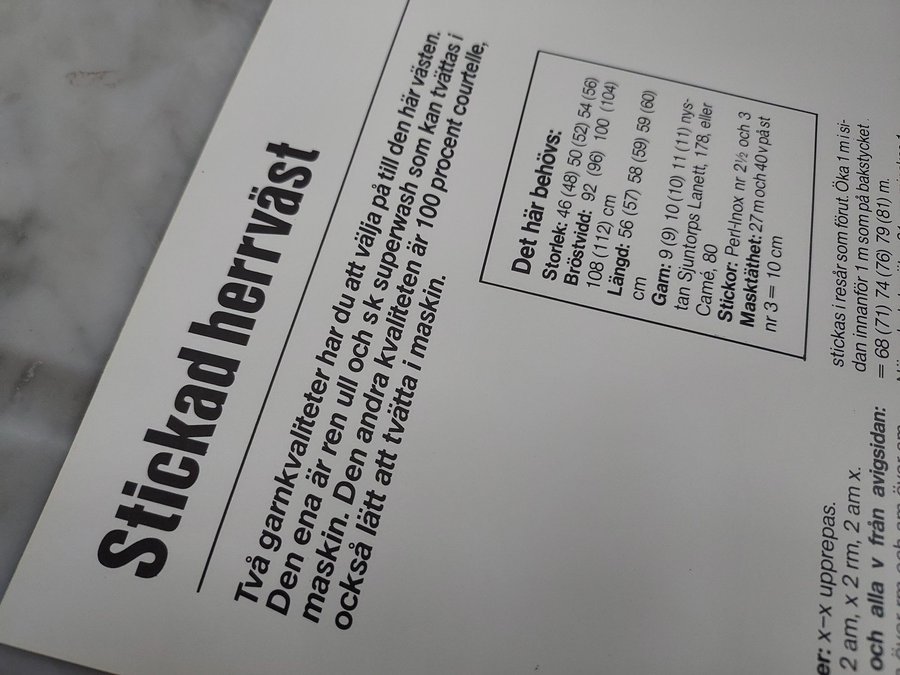 Stickad herrväst
Två garnkvaliteter har du att välja på till den här västen.
Den ena är ren ull och s k superwash som kan tvättas i
maskin. Den andra kvaliteten är 100 procent courtelle,
också lätt att tvätta i maskin.
Det här behövs:
Storlek: 46 (48) 50 (52) 54 (56)
Bröstvidd: 92 (96) 100 (104)
108 (112) cm
Längd: 56 (57) 58 (59) 59 (60)
cm
Garn: 9 (9) 10 (10) 11 (11) nys-
tan Sjuntorps Lanett, 178, eller
Camé, 80
Stickor: Perl-Inox nr 2½ och 3
Masktäthet: 27 m och 40 v på st
nr 3 = 10 cm
er: x–x upprepas.
2 am, x 2 rm, 2 am x.
och alla v från avigsidan:
stickas i resår som förut. Öka 1 m i si-
dan innanför 1 m som på bakstycket
= 68 (71) 74 (76) 79 (81) m.